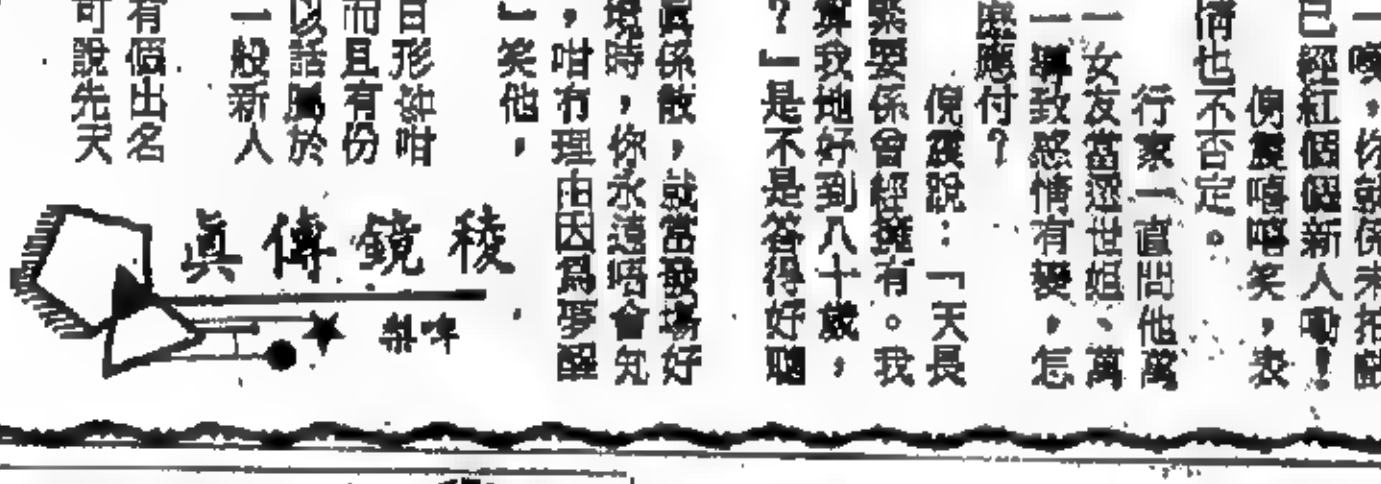 一嘜，你就係未拍戲
已經紅個個新人嘞！
倪震嘻嘻笑，表
情也不否定。
行家一直問他萬
一女友當選世姐、萬
一導致感情有變，怎
麼應付？
倪震說：「天長
緊要係曾經擁有。我
算我地好到八十歲，
？」是不是答得好聰
眞係散，就當發場好
境時，你永遠唔會知
，咁冇理由因爲夢醒
』笑他，
自形 咁
而且有份
以話屬於
一般新人
有個出名
可說先天
稜鏡傳眞